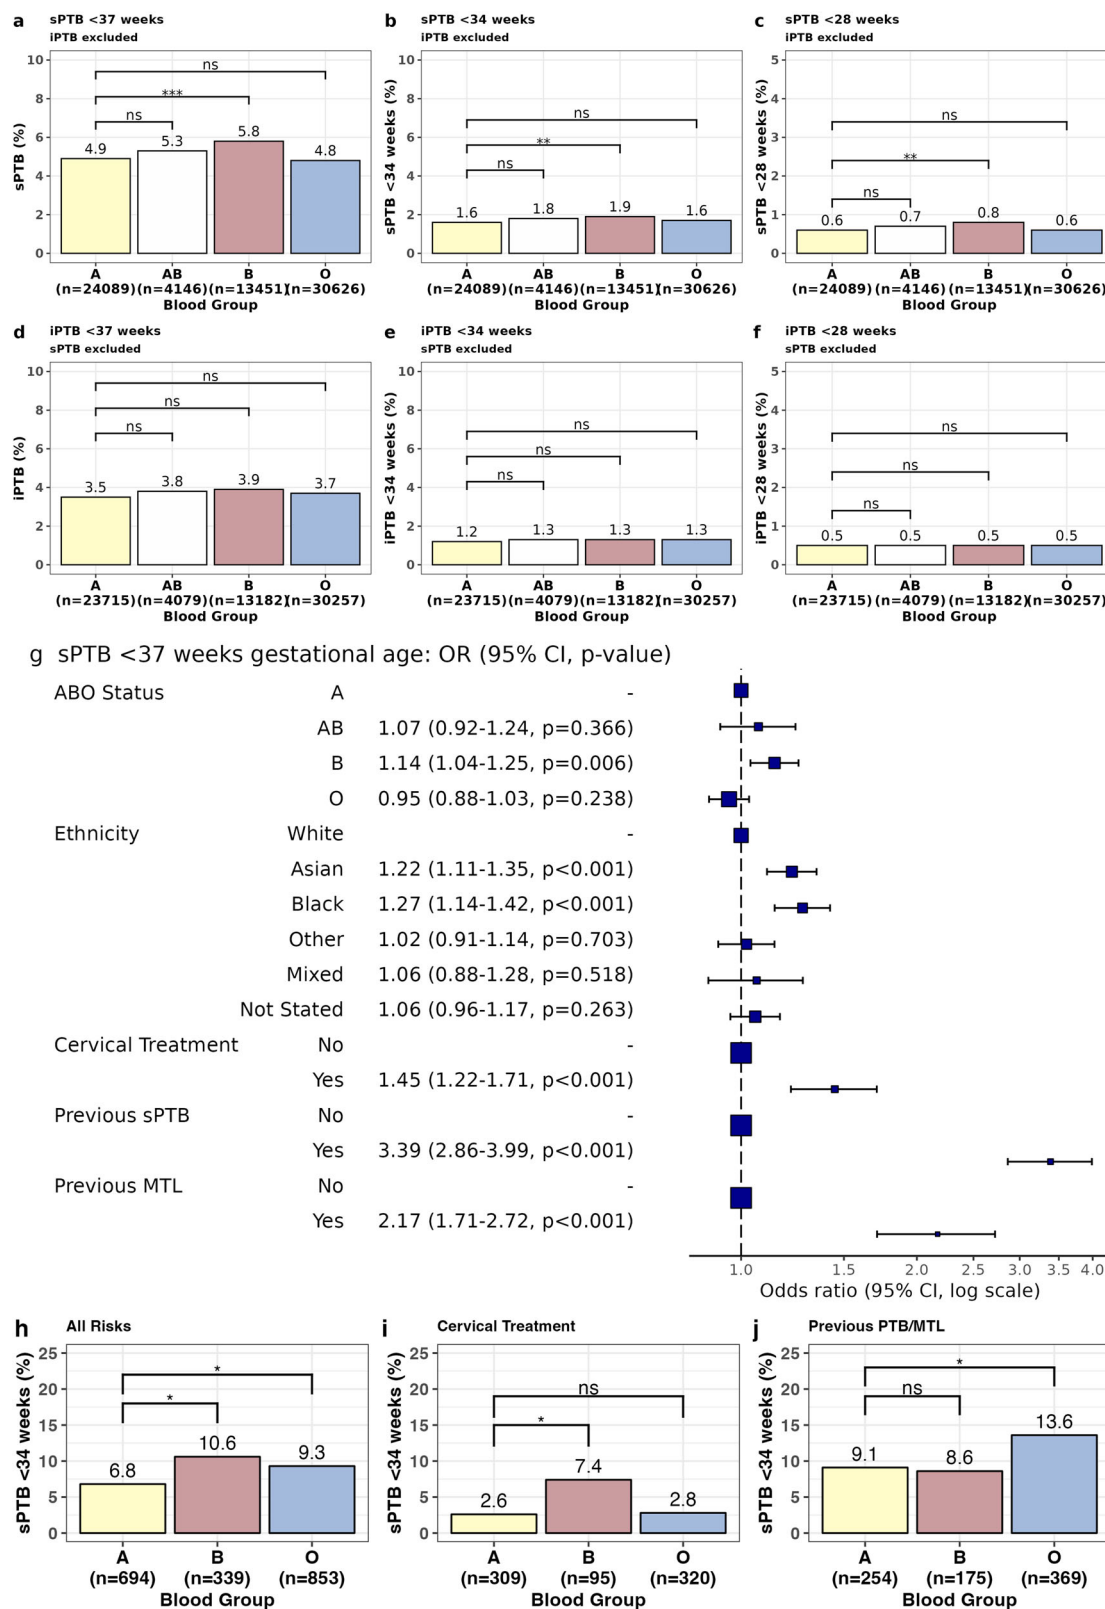 a sPTB <37 weeks
iPTB excluded
sPTB (%)
10
8
6
4
2
0
ns
***
ns
4.9
5.3
5.8
4.8
A AB B O
(n=24089) (n=4146) (n=13451) (n=30626)
Blood Group
b sPTB <34 weeks
iPTB excluded
sPTB <34 weeks (%)
10
8
6
4
2
0
ns
**
ns
1.6
1.8
1.9
1.6
A AB B O
(n=24089) (n=4146) (n=13451) (n=30626)
Blood Group
c sPTB <28 weeks
iPTB excluded
sPTB <28 weeks (%)
5
4
3
2
1
0
ns
**
ns
0.6
0.7
0.8
0.6
A AB B O
(n=24089) (n=4146) (n=13451) (n=30626)
Blood Group
d iPTB <37 weeks
sPTB excluded
iPTB (%)
10
8
6
4
2
0
ns
ns
ns
3.5
3.8
3.9
3.7
A AB B O
(n=23715) (n=4079) (n=13182) (n=30257)
Blood Group
e iPTB <34 weeks
sPTB excluded
iPTB <34 weeks (%)
10
8
6
4
2
0
ns
ns
ns
1.2
1.3
1.3
1.3
A AB B O
(n=23715) (n=4079) (n=13182) (n=30257)
Blood Group
f iPTB <28 weeks
sPTB excluded
iPTB <28 weeks (%)
5
4
3
2
1
0
ns
ns
ns
0.5
0.5
0.5
0.5
A AB B O
(n=23715) (n=4079) (n=13182) (n=30257)
Blood Group
g sPTB <37 weeks gestational age: OR (95% CI, p-value)
ABO Status A -
AB 1.07 (0.92-1.24, p=0.366)
B 1.14 (1.04-1.25, p=0.006)
O 0.95 (0.88-1.03, p=0.238)
Ethnicity White -
Asian 1.22 (1.11-1.35, p<0.001)
Black 1.27 (1.14-1.42, p<0.001)
Other 1.02 (0.91-1.14, p=0.703)
Mixed 1.06 (0.88-1.28, p=0.518)
Not Stated 1.06 (0.96-1.17, p=0.263)
Cervical Treatment No -
Yes 1.45 (1.22-1.71, p<0.001)
Previous sPTB No -
Yes 3.39 (2.86-3.99, p<0.001)
Previous MTL No -
Yes 2.17 (1.71-2.72, p<0.001)
1.0 1.5 2.0 2.5 3.0 3.5 4.0
Odds ratio (95% CI, log scale)
h All Risks
sPTB <34 weeks (%)
25
20
15
10
5
0
*
*
6.8
10.6
9.3
A B O
(n=694) (n=339) (n=853)
Blood Group
i Cervical Treatment
sPTB <34 weeks (%)
25
20
15
10
5
0
ns
*
2.6
7.4
2.8
A B O
(n=309) (n=95) (n=320)
Blood Group
j Previous PTB/MTL
sPTB <34 weeks (%)
25
20
15
10
5
0
*
ns
9.1
8.6
13.6
A B O
(n=254) (n=175) (n=369)
Blood Group